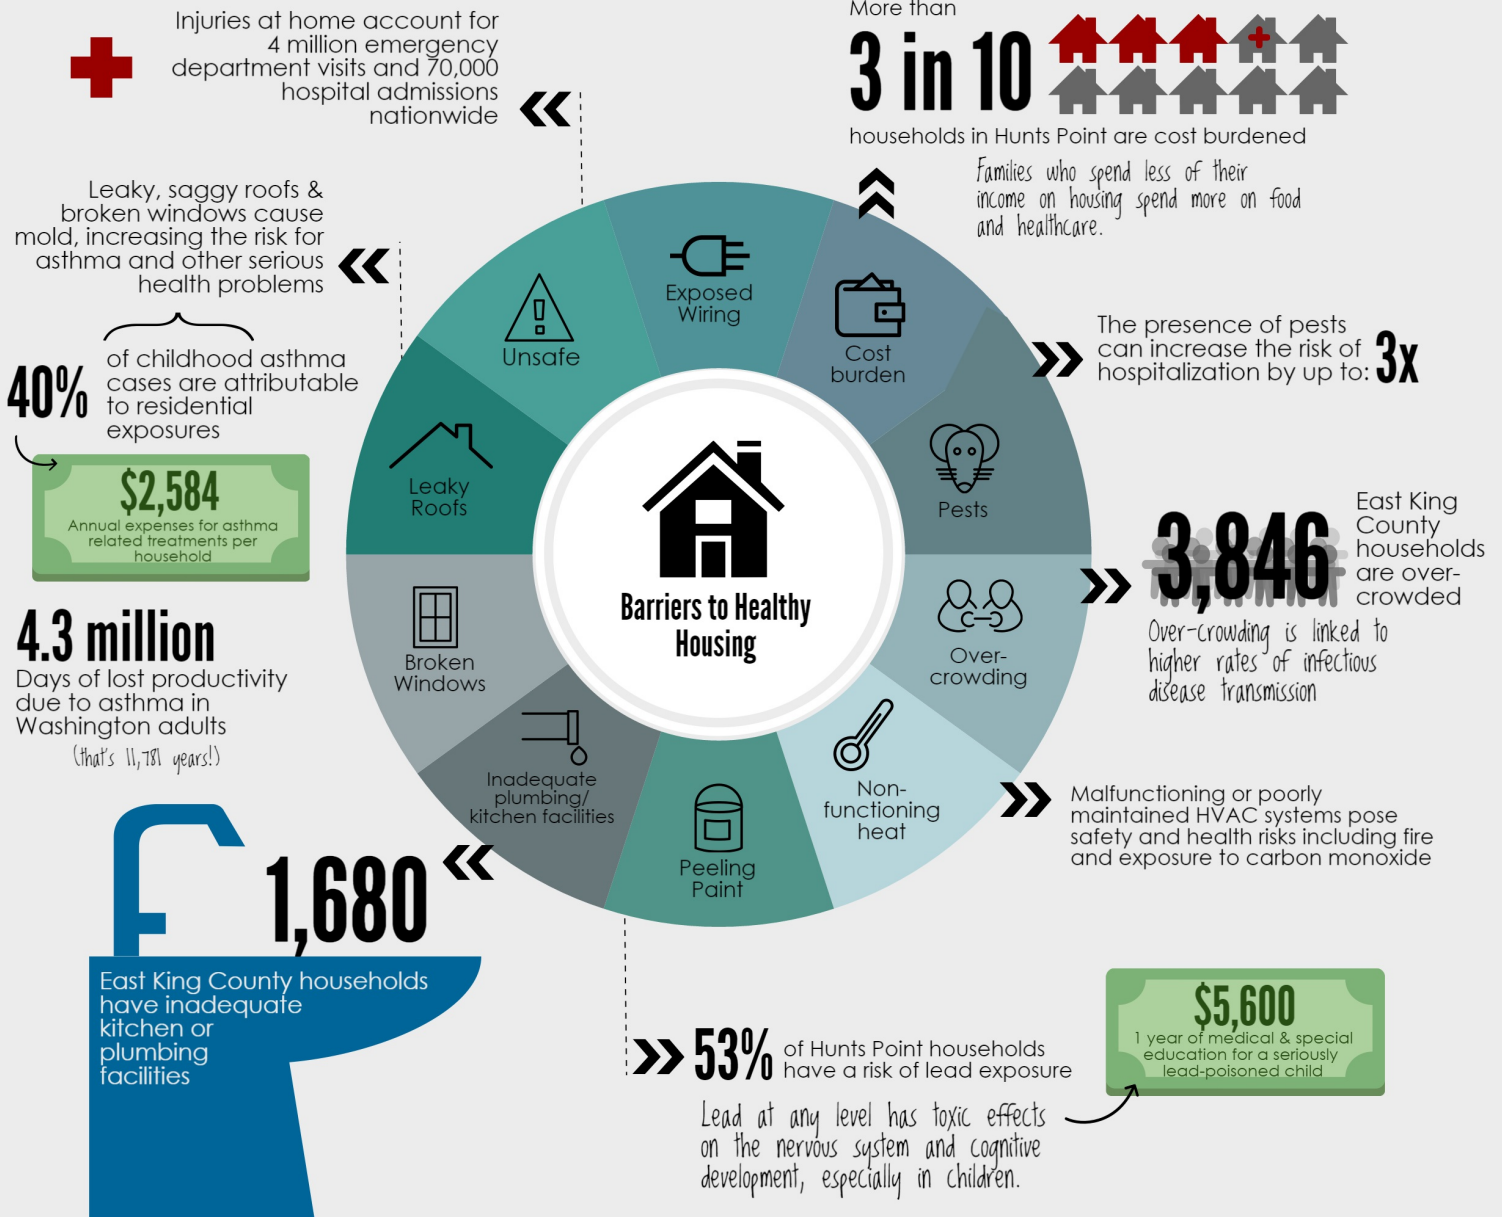 Injuries at home account for
4 million emergency
department visits and 70,000
hospital admissions
nationwide
More than
3 in 10
households in Hunts Point are cost burdened
Families who spend less of their
income on housing spend more on food
and healthcare.
Leaky, saggy roofs &
broken windows cause
mold, increasing the risk for
asthma and other serious
health problems
40%
of childhood asthma
cases are attributable
to residential
exposures
$2,584
Annual expenses for asthma
related treatments per
household
4.3 million
Days of lost productivity
due to asthma in
Washington adults
(that's 11,781 years!)
Exposed
Wiring
Unsafe
Cost
burden
Leaky
Roofs
Pests
Barriers to Healthy
Housing
Broken
Windows
Over-
crowding
Inadequate
plumbing/
kitchen facilities
Non-
functioning
heat
Peeling
Paint
The presence of pests
can increase the risk of
hospitalization by up to: 3x
3,846
East King
County
households
are over-
crowded
Over-crowding is linked to
higher rates of infectious
disease transmission
Malfunctioning or poorly
maintained HVAC systems pose
safety and health risks including fire
and exposure to carbon monoxide
1,680
East King County households
have inadequate
kitchen or
plumbing
facilities
53%
of Hunts Point households
have a risk of lead exposure
Lead at any level has toxic effects
on the nervous system and cognitive
development, especially in children.
$5,600
1 year of medical & special
education for a seriously
lead-poisoned child